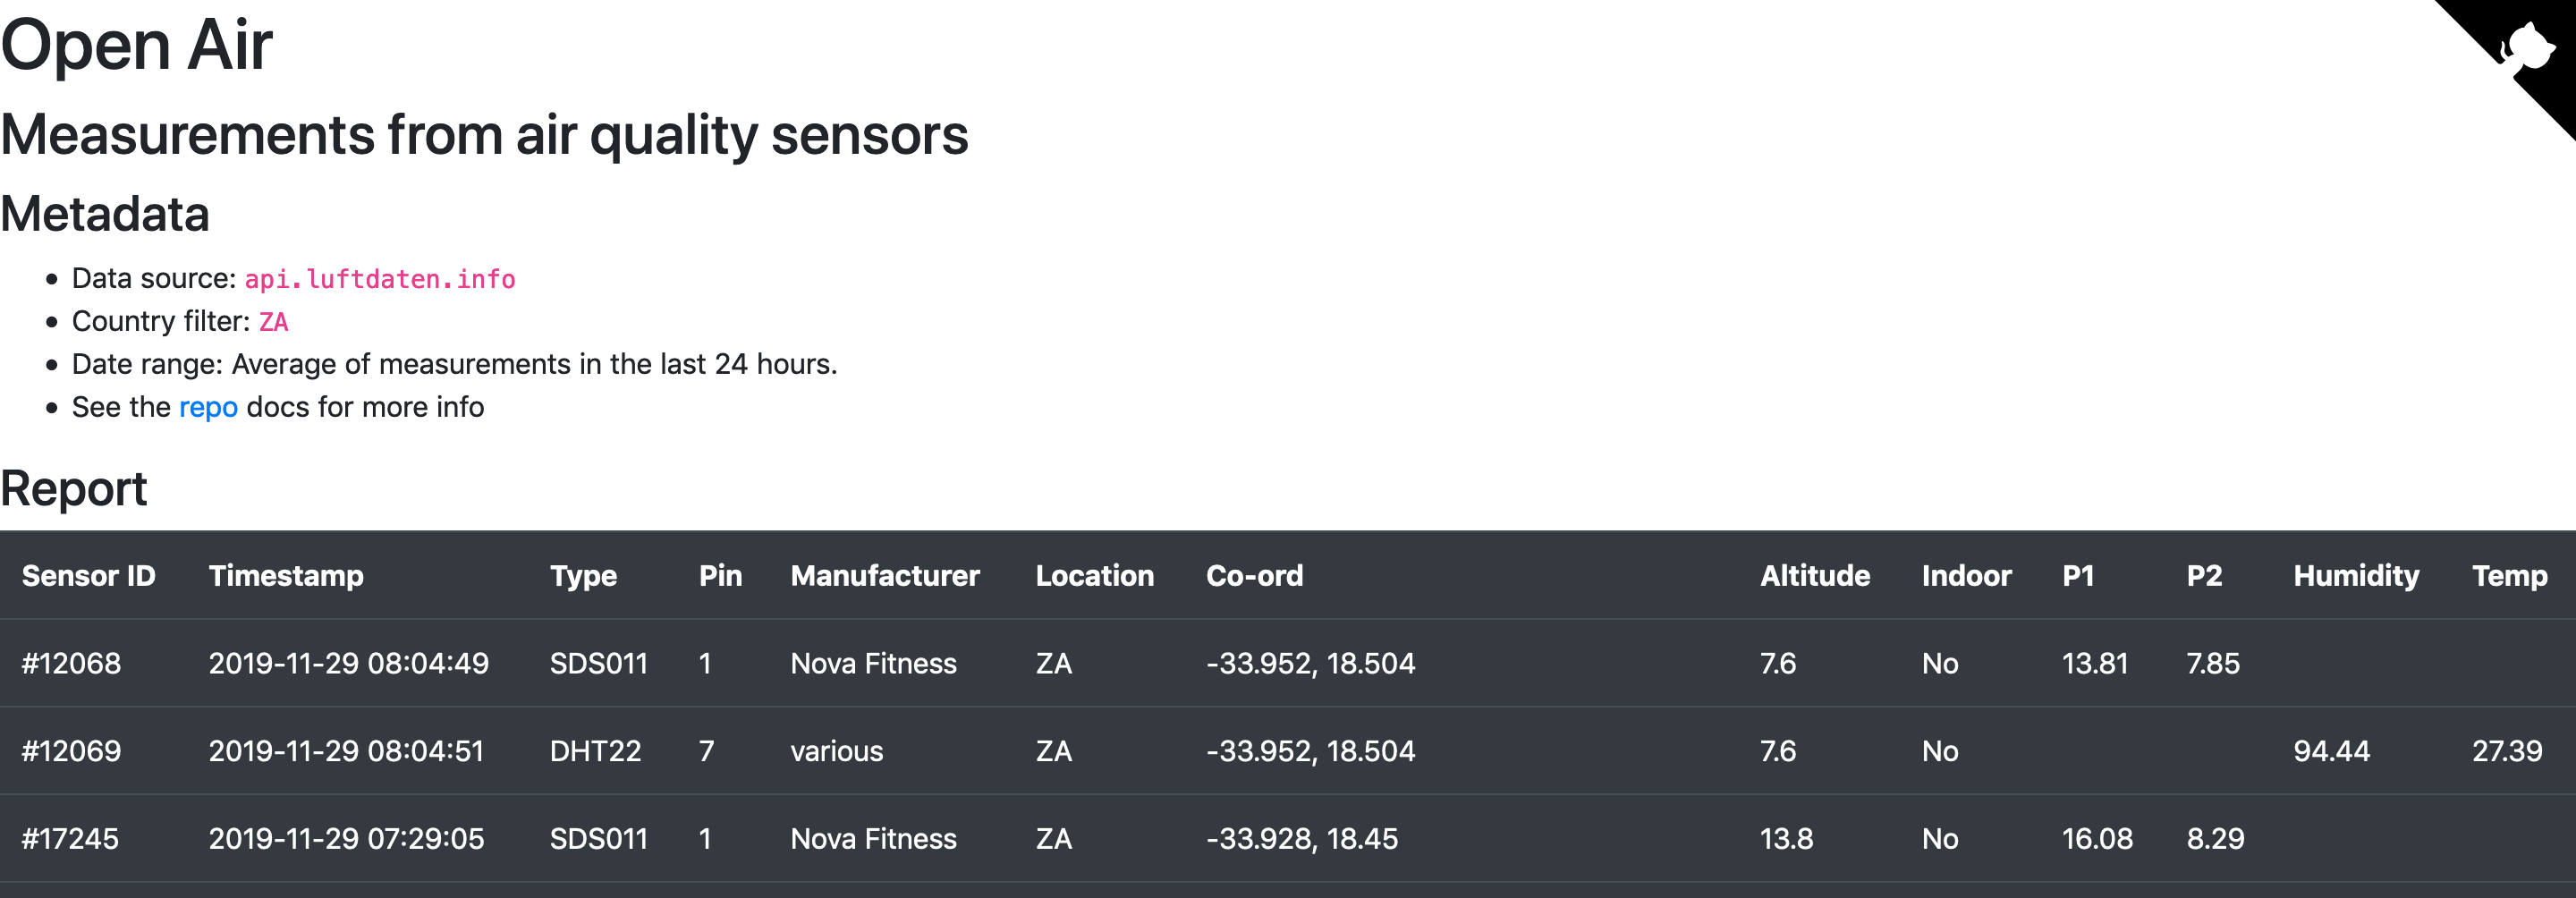 Open Air
Measurements from air quality sensors
Metadata
• Data source: api.luftdaten.info
• Country filter: ZA
• Date range: Average of measurements in the last 24 hours.
• See the repo docs for more info
Report
Sensor ID Timestamp Type Pin Manufacturer Location Co-ord Altitude Indoor P1 P2 Humidity Temp
#12068 2019-11-29 08:04:49 SDS011 1 Nova Fitness ZA -33.952, 18.504 7.6 No 13.81 7.85
#12069 2019-11-29 08:04:51 DHT22 7 various ZA -33.952, 18.504 7.6 No 94.44 27.39
#17245 2019-11-29 07:29:05 SDS011 1 Nova Fitness ZA -33.928, 18.45 13.8 No 16.08 8.29